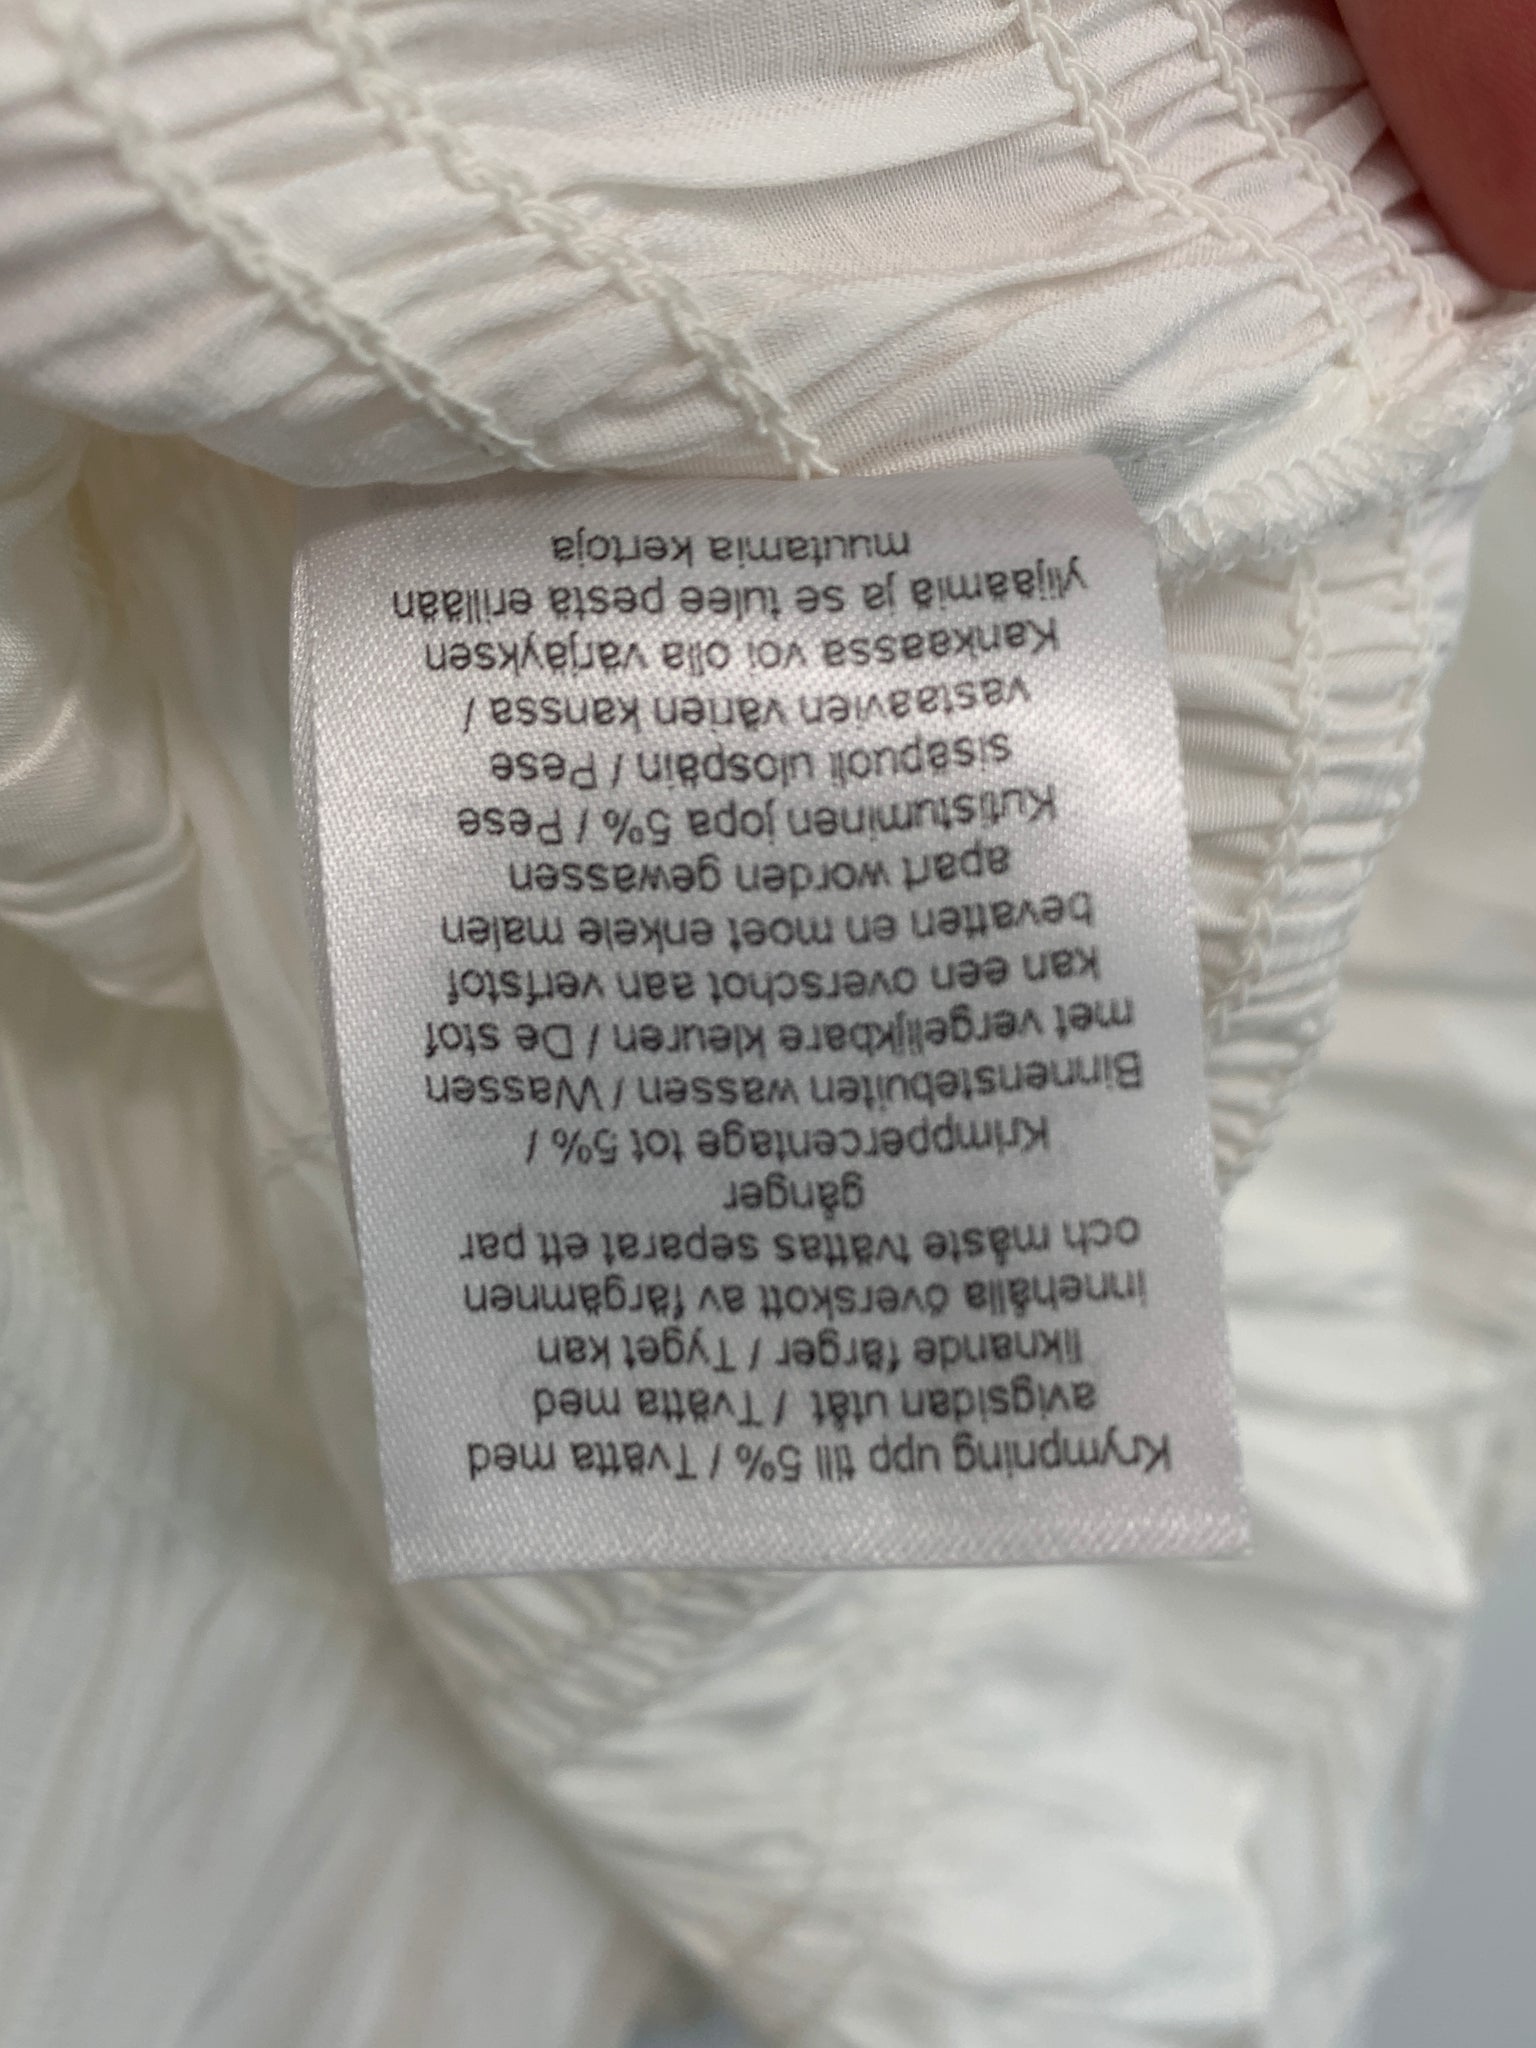 Krympning upp till 5% / Tvätta med
avigsidan utåt / Tvätta med
liknande färger / Tyget kan
innehålla överskott av färgämnen
och måste tvättas separat ett par
gånger
Krimppercentage tot 5% /
Binnenstebuiten wassen / Wassen
met vergelijkbare kleuren / De stof
kan een overschot aan verfstof
bevatten en moet enkele malen
apart worden gewassen
Kutistuminen jopa 5% / Pese
sisäpuoli ulospäin / Pese
vastaavien värien kanssa /
Kankaassa voi olla värjäyksen
ylijäämiä ja se tulee pestä erillään
muutamia kertoja